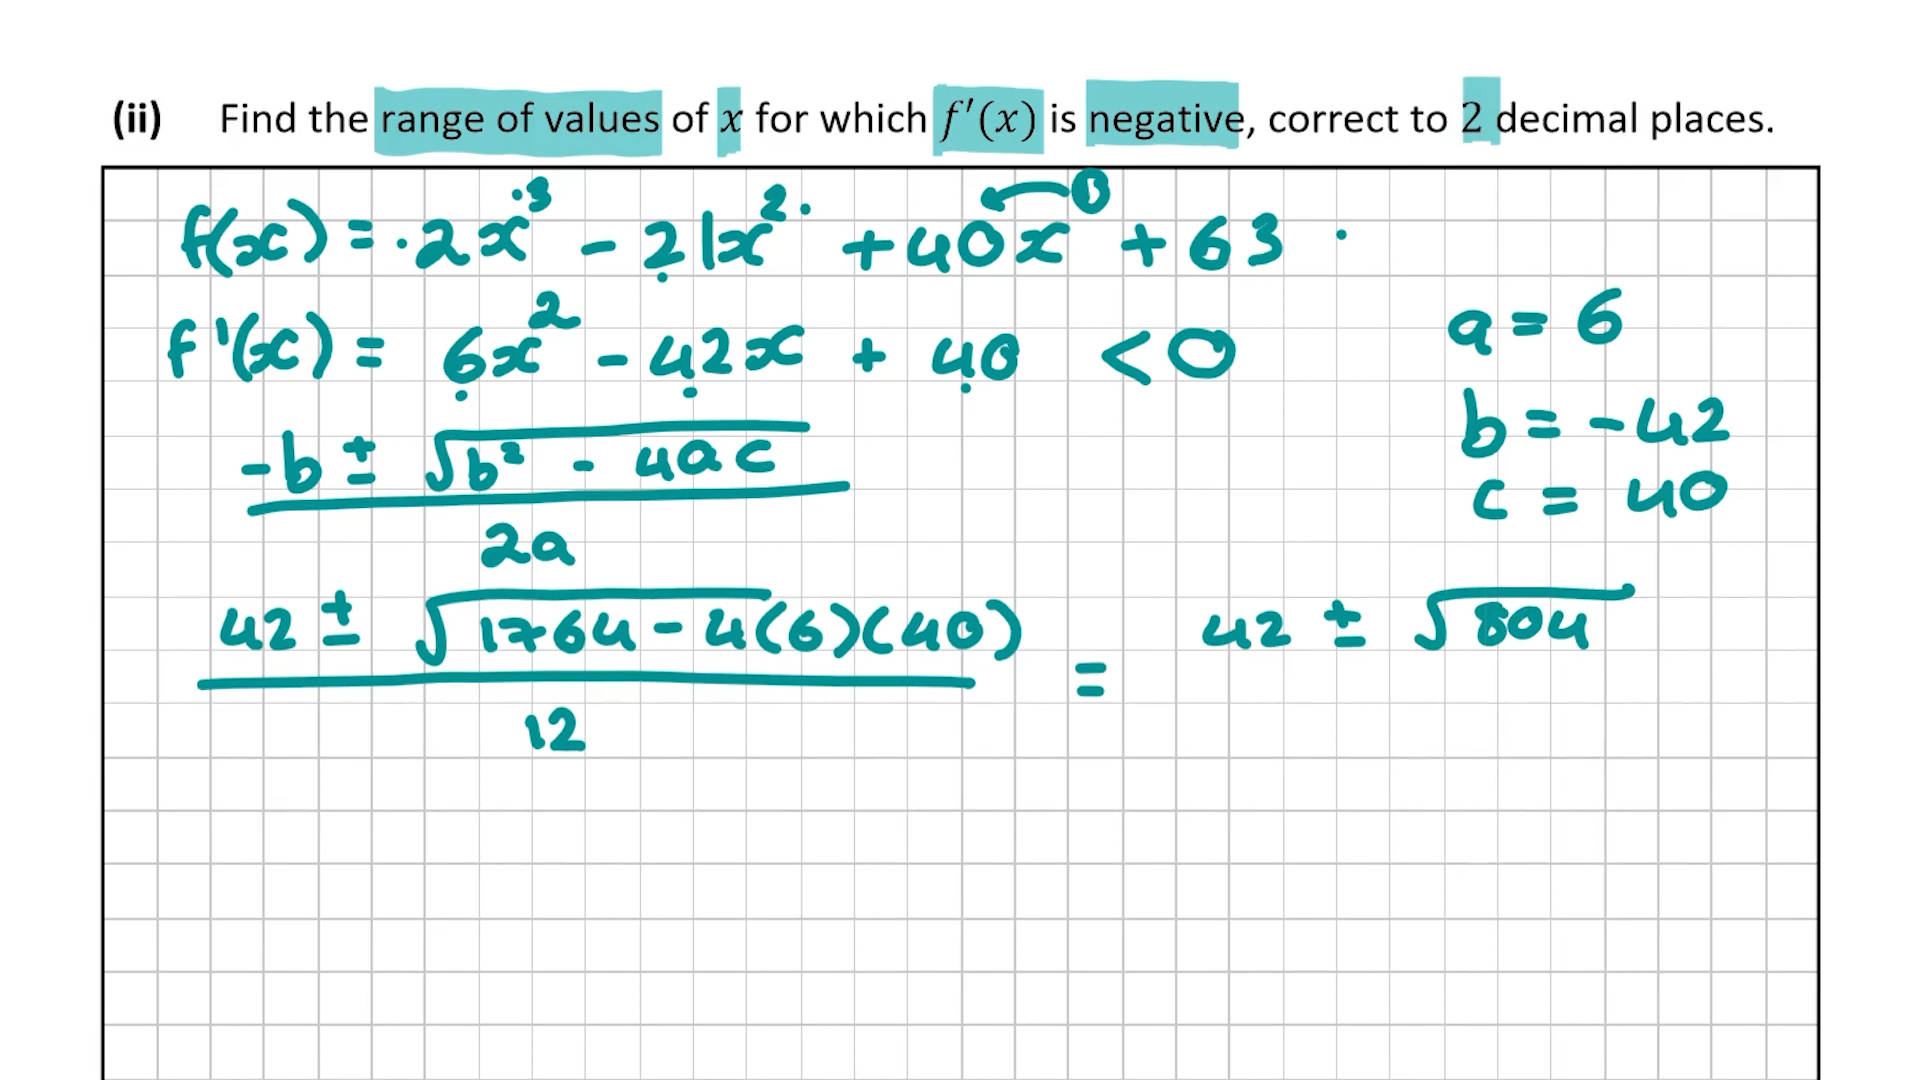 (ii) Find the range of values of x for which f′(x) is negative, correct to 2 decimal places.
f(x) = 2x³ - 21x² + 40x① + 63
f'(x) = 6x² - 42x + 40 < 0
a = 6
b = -42
c = 40
-b ± √b² - 4ac
2a
42 ± √1764 - 4(6)(40) = 42 ± √804
12